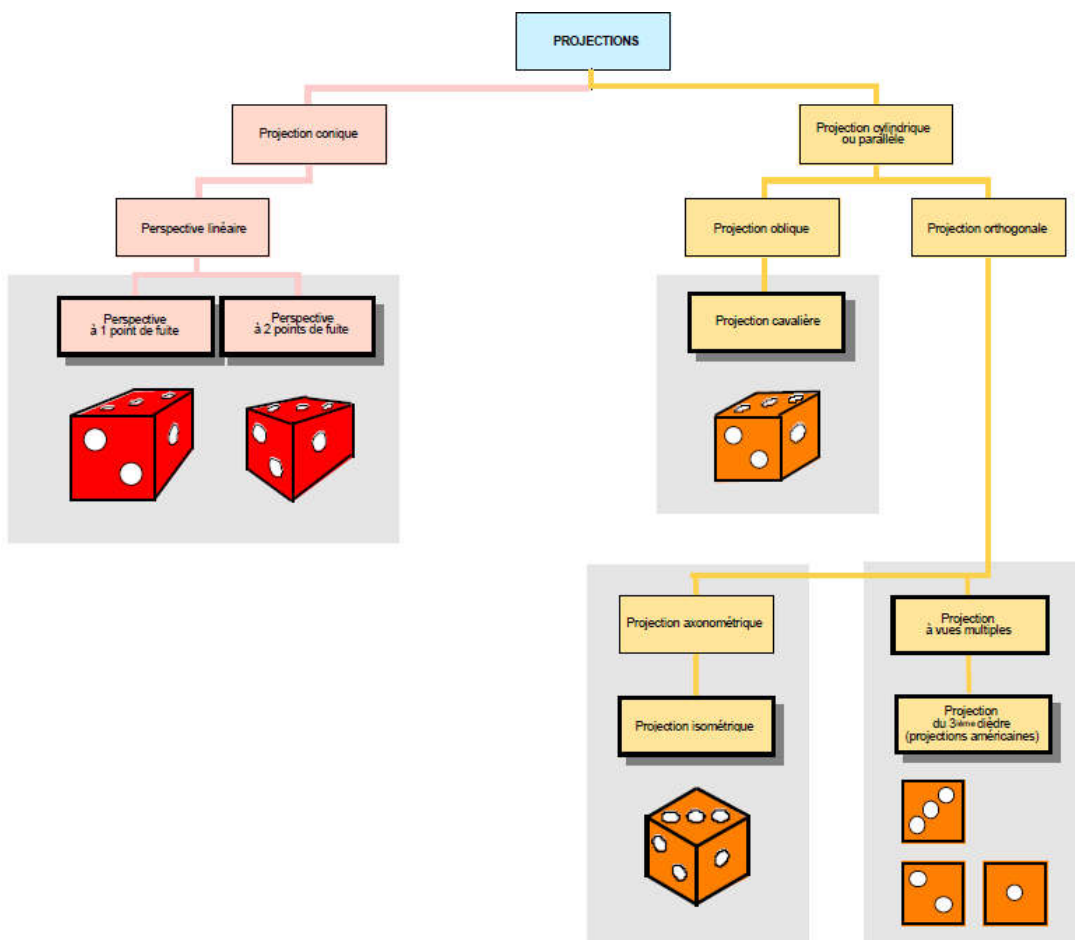 PROJECTIONS
Projection conique
Projection cylindrique
ou parallèle
Perspective linéaire
Projection oblique
Projection orthogonale
Perspective
à 1 point de fuite
Perspective
à 2 points de fuite
Projection cavalière
Projection axonométrique
Projection
à vues multiples
Projection isométrique
Projection
du 3ième dièdre
(projections américaines)